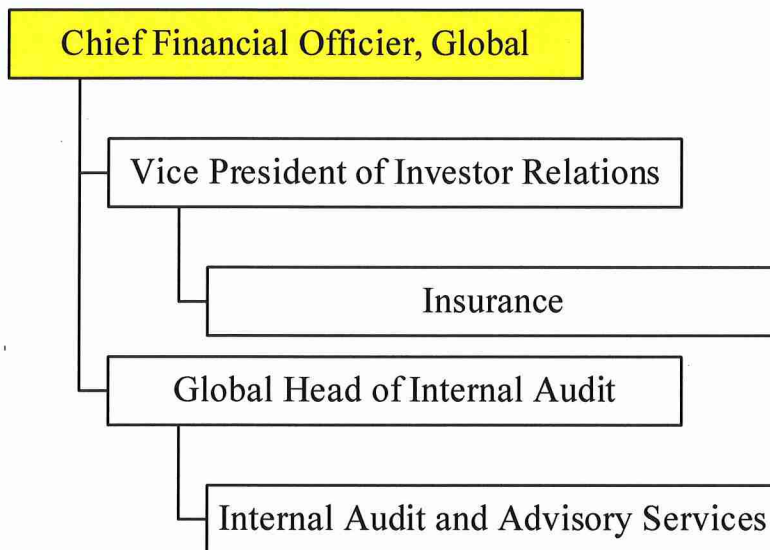 Chief Financial Officier, Global
Vice President of Investor Relations
Insurance
Global Head of Internal Audit
Internal Audit and Advisory Services